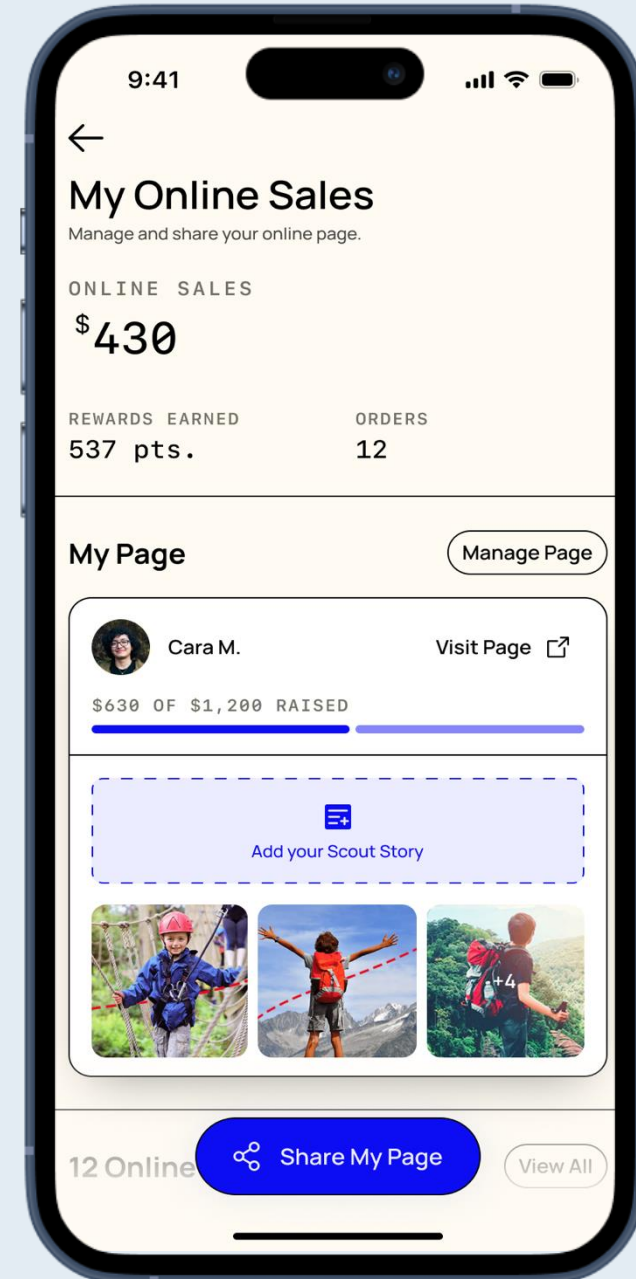 9:41
My Online Sales
Manage and share your online page.
ONLINE SALES
$430
REWARDS EARNED ORDERS
537 pts. 12
My Page Manage Page
Cara M. Visit Page
$630 OF $1,200 RAISED
Add your Scout Story
+4
12 Online Share My Page View All